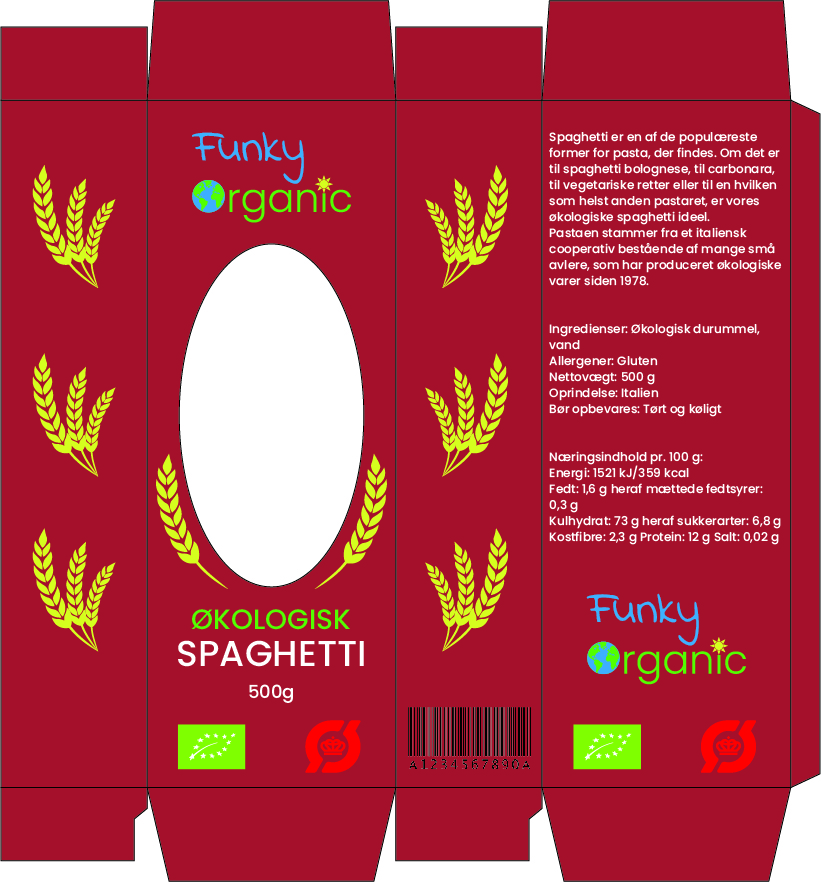 Funky
Organic
ØKOLOGISK
SPAGHETTI
500g
A1234567890A
Spaghetti er en af de populæreste
former for pasta, der findes. Om det er
til spaghetti bolognese, til carbonara,
til vegetariske retter eller til en hvilken
som helst anden pastaret, er vores
økologiske spaghetti ideel.
Pastaen stammer fra et italiensk
cooperativ bestående af mange små
avlere, som har produceret økologiske
varer siden 1978.
Ingredienser: Økologisk durummel,
vand
Allergener: Gluten
Nettovægt: 500 g
Oprindelse: Italien
Bør opbevares: Tørt og køligt
Næringsindhold pr. 100 g:
Energi: 1521 kJ/359 kcal
Fedt: 1,6 g heraf mættede fedtsyrer:
0,3 g
Kulhydrat: 73 g heraf sukkerarter: 6,8 g
Kostfibre: 2,3 g Protein: 12 g Salt: 0,02 g
Funky
Organic